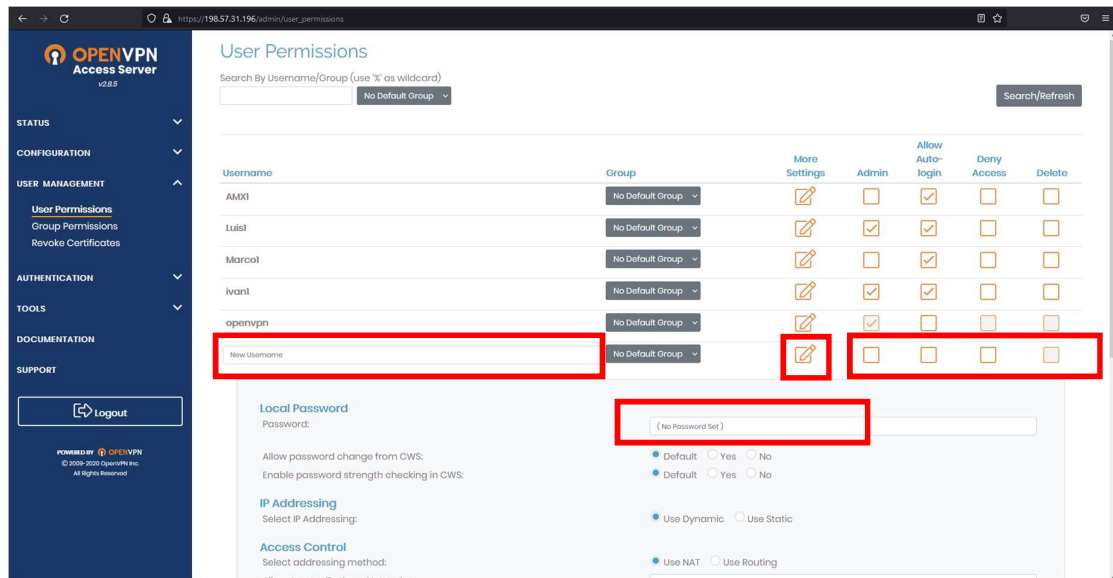 https://198.57.31.196/admin/user_permissions
OPENVPN
Access Server
v2.8.5
STATUS
CONFIGURATION
USER MANAGEMENT
User Permissions
Group Permissions
Revoke Certificates
AUTHENTICATION
TOOLS
DOCUMENTATION
SUPPORT
Logout
POWERED BY OPENVPN
© 2009-2020 OpenVPN Inc.
All Rights Reserved
User Permissions
Search By Username/Group (use '%' as wildcard)
No Default Group
Search/Refresh
Username Group More Settings Admin Allow Auto-login Deny Access Delete
AMX1 No Default Group
Luis1 No Default Group
Marco1 No Default Group
ivan1 No Default Group
openvpn No Default Group
New Username No Default Group
Local Password
Password: (No Password Set)
Allow password change from CWS: Default Yes No
Enable password strength checking in CWS: Default Yes No
IP Addressing
Select IP Addressing: Use Dynamic Use Static
Access Control
Select addressing method: Use NAT Use Routing